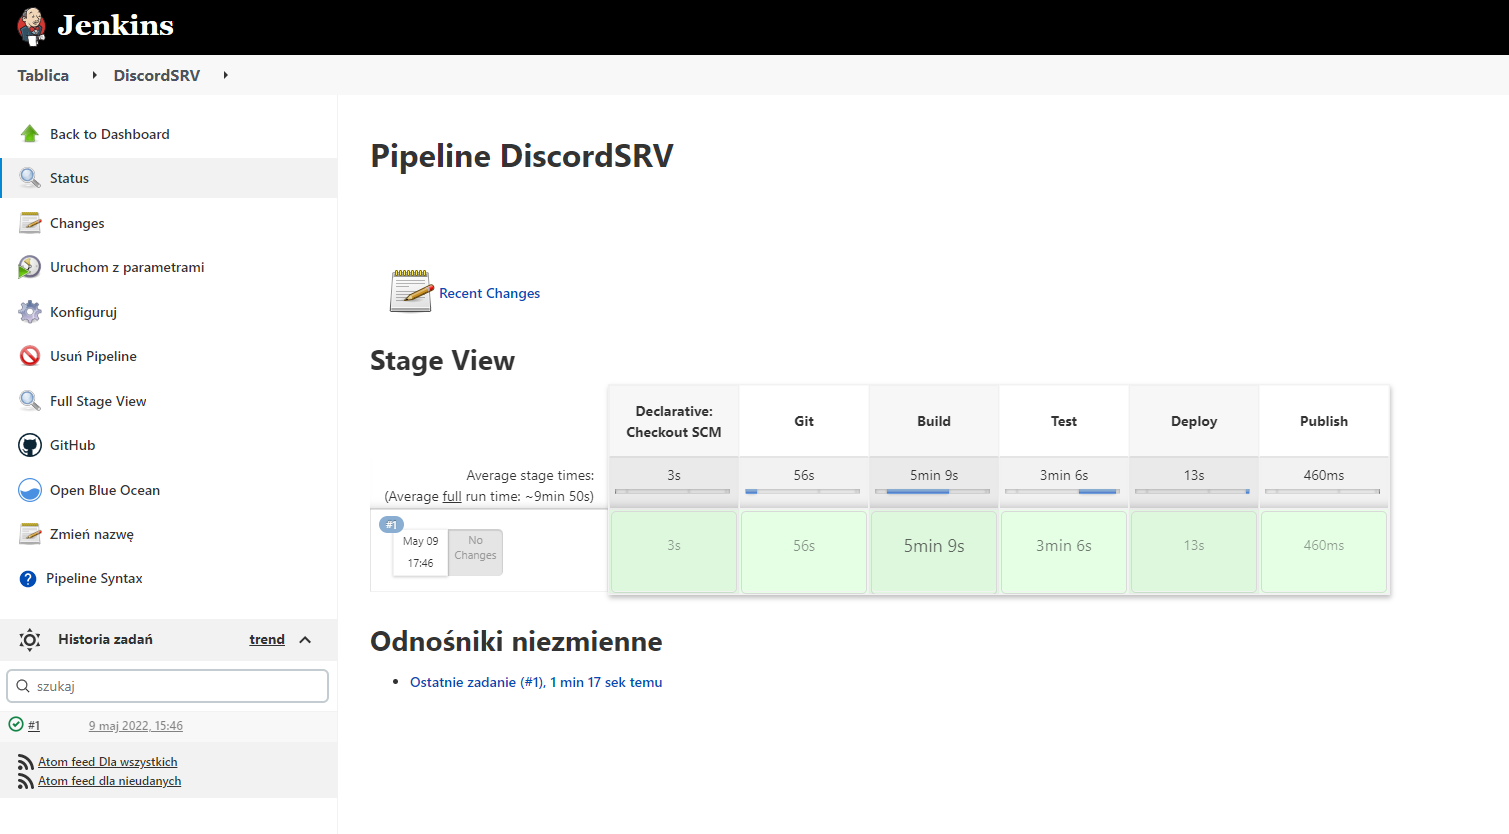 Jenkins
Tablica
DiscordSRV
Back to Dashboard
Status
Changes
Uruchom z parametrami
Konfiguruj
Usuń Pipeline
Full Stage View
GitHub
Open Blue Ocean
Zmień nazwę
? Pipeline Syntax
Historia zadań
trend
szukaj
#1
9 maj 2022, 15:46
Atom feed Dla wszystkich
Atom feed dla nieudanych
Pipeline DiscordSRV
Recent Changes
Stage View
Declarative:
Checkout SCM
Git
Build
Test
Deploy
Publish
Average stage times:
(Average full run time: ~9min 50s)
3s
56s
5min 9s
3min 6s
13s
460ms
#1
May 09
17:46
No
Changes
3s
56s
5min 9s
3min 6s
13s
460ms
Odnośniki niezmienne
Ostatnie zadanie (#1), 1 min 17 sek temu